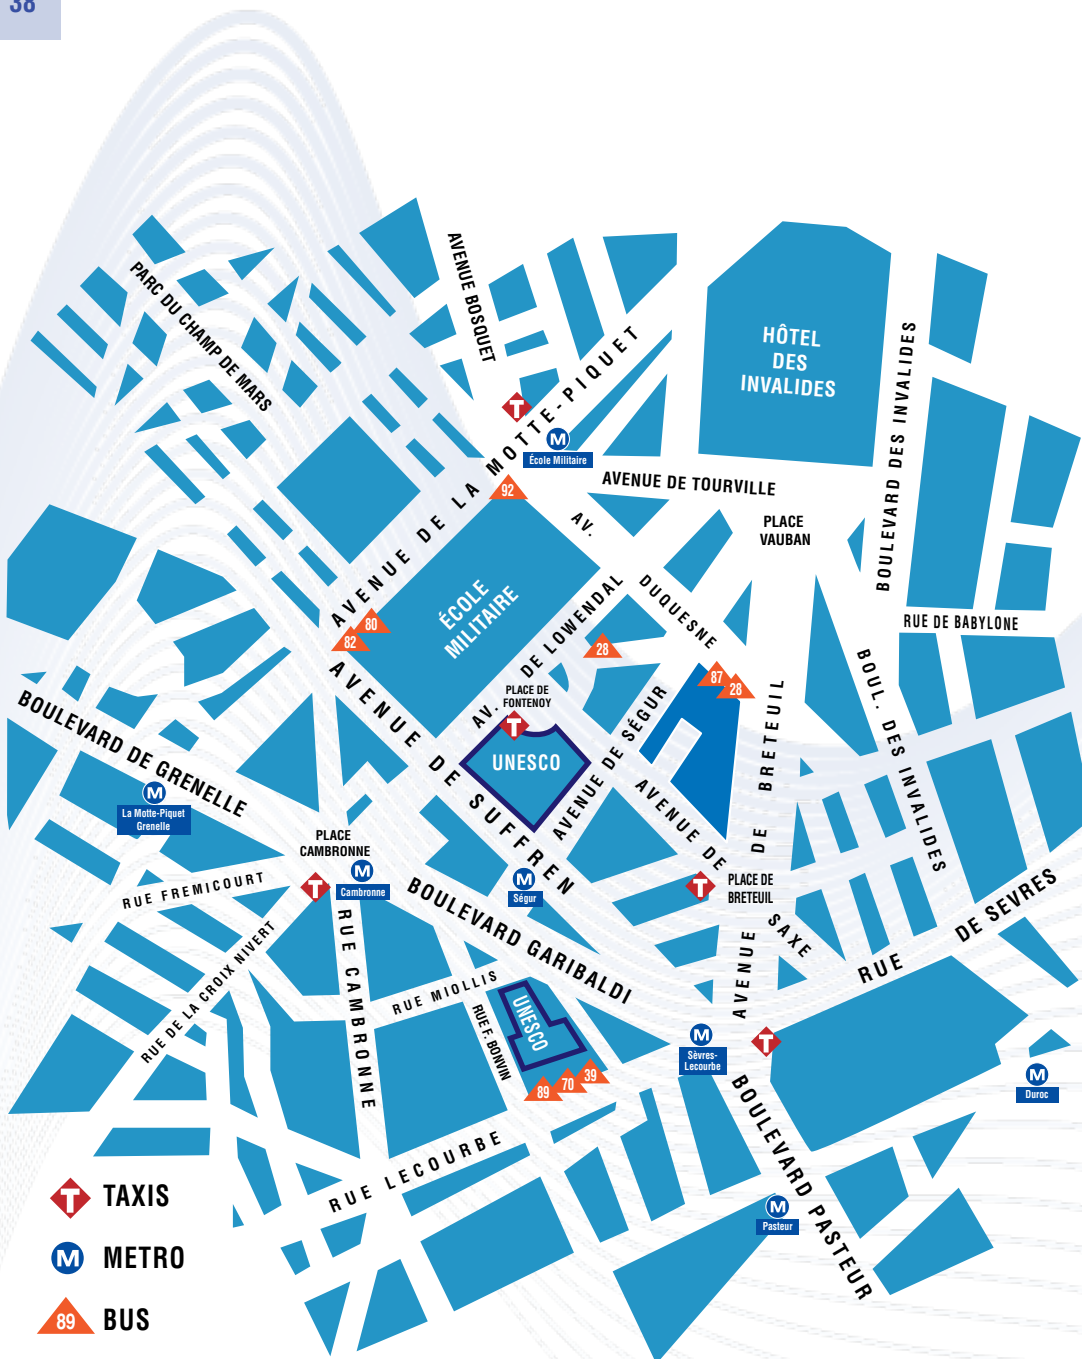 38
AVENUE BOSQUET
PARC DU CHAMP DE MARS
AVENUE DE LA MOTTE-PIQUET
HÔTEL
DES
INVALIDES
BOULEVARD DES INVALIDES
T
M
École Militaire
AVENUE DE TOURVILLE
92
AV. DUQUESNE
PLACE
VAUBAN
ÉCOLE
MILITAIRE
80
82
AV. DE LOWENDAL
28
RUE DE BABYLONE
BOUL. DES INVALIDES
87
28
AVENUE DE SUFFREN
PLACE DE
FONTENOY
T
UNESCO
AVENUE DE SÉGUR
AVENUE DE BRETEUIL
BOULEVARD DE GRENELLE
M
La Motte-Piquet
Grenelle
AVENUE DE SAXE
PLACE
CAMBRONNE
M
Cambronne
T
RUE FREMICOURT
M
Ségur
T
PLACE DE
BRETEUIL
BOULEVARD GARIBALDI
RUE DE SEVRES
RUE DE LA CROIX NIVERT
RUE CAMBRONNE
RUE MIOLLIS
RUE F. BONVIN
UNESCO
M
Sèvres-
Lecourbe
T
89
70
39
M
Duroc
BOULEVARD PASTEUR
RUE LECOURBE
M
Pasteur
T TAXIS
M METRO
89 BUS